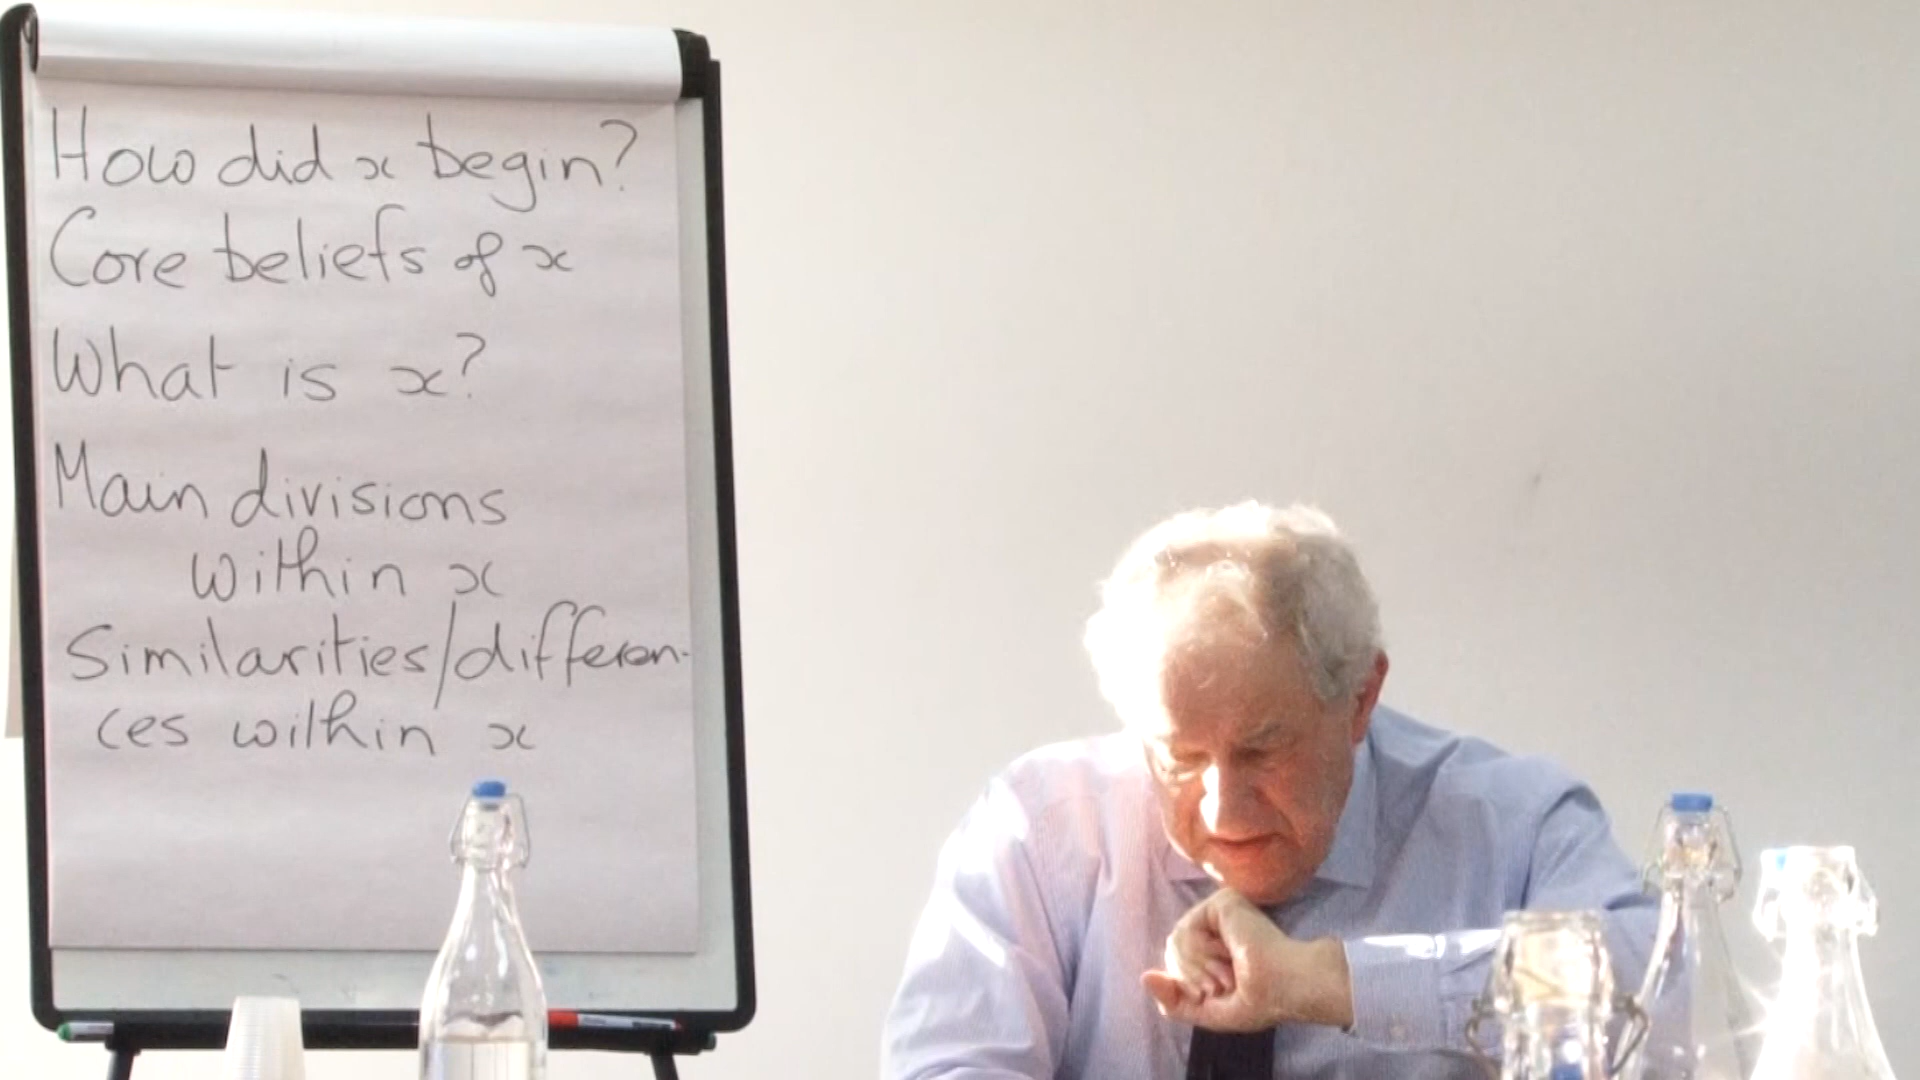 How did x begin?
Core beliefs of x
What is x?
Main divisions
within x
Similarities/differen-
ces within x